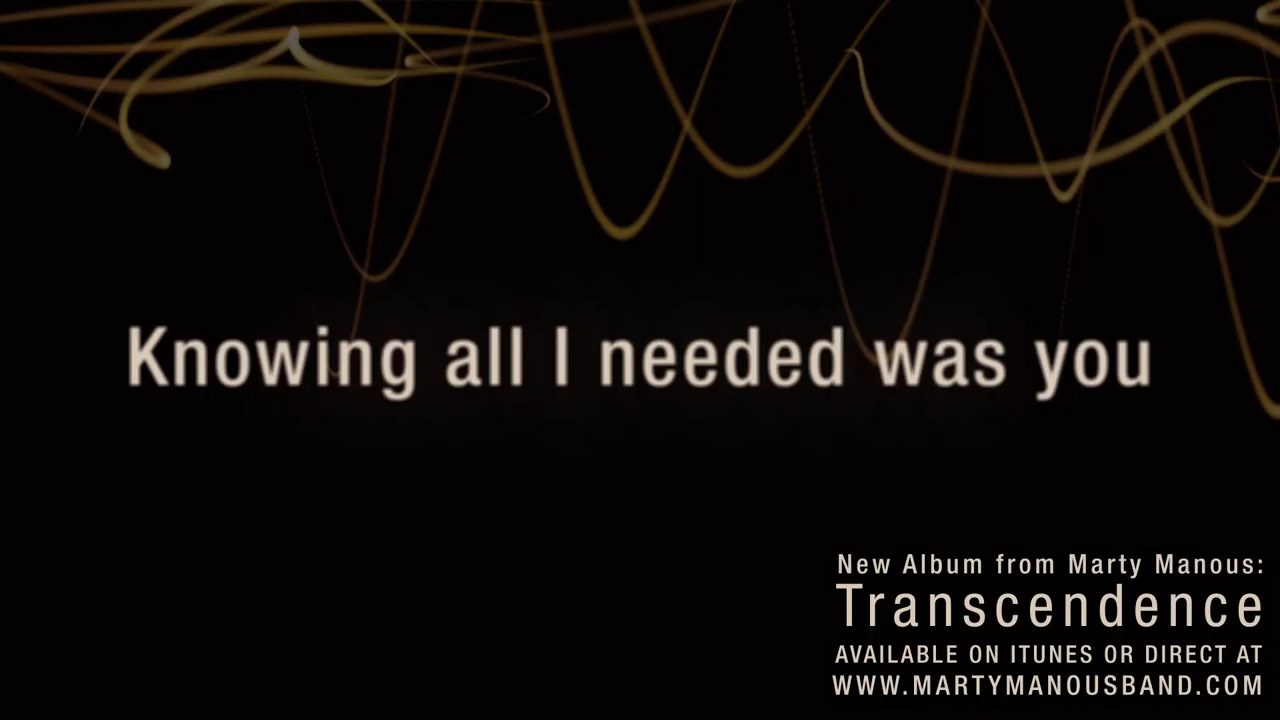 Knowing all I needed was you
New Album from Marty Manous:
Transcendence
AVAILABLE ON ITUNES OR DIRECT AT
WWW.MARTYMANOUSBAND.COM